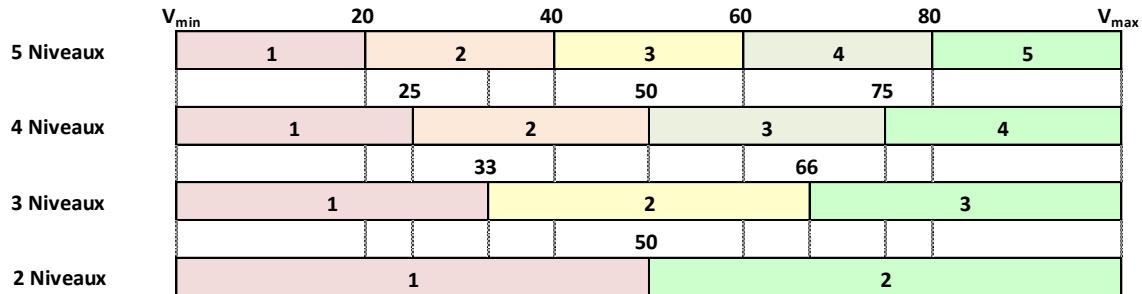 Vmin 20 40 60 80 Vmax
5 Niveaux 1 2 3 4 5
25 50 75
4 Niveaux 1 2 3 4
33 66
3 Niveaux 1 2 3
50
2 Niveaux 1 2